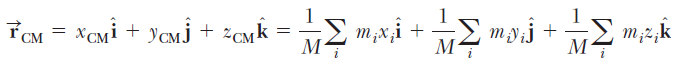 r⃗_CM = x_CM î + y_CM ĵ + z_CM k̂ = 1/M ∑_i m_i x_i î + 1/M ∑_i m_i y_i ĵ + 1/M ∑_i m_i z_i k̂